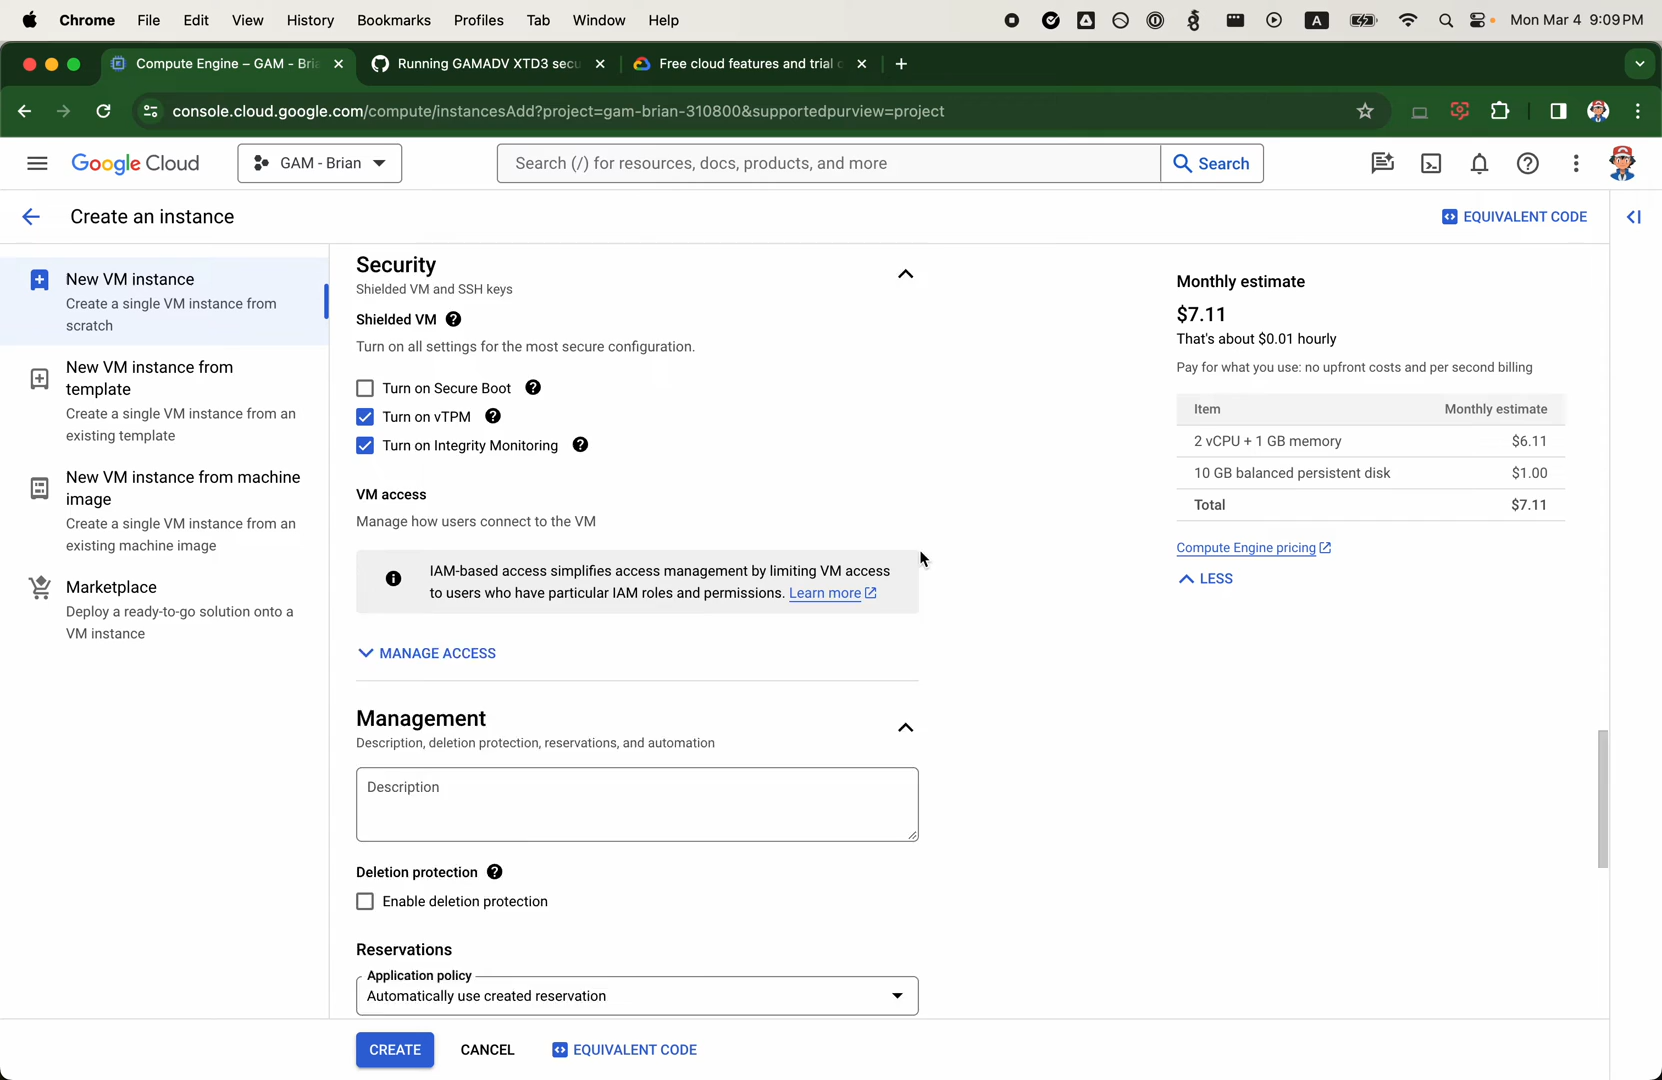 Chrome File Edit View History Bookmarks Profiles Tab Window Help A Mon Mar 4 9:09 PM
Compute Engine – GAM - Bria Running GAMADV XTD3 secu Free cloud features and trial
console.cloud.google.com/compute/instancesAdd?project=gam-brian-310800&supportedpurview=project
Google Cloud GAM - Brian Search (/) for resources, docs, products, and more Search
Create an instance EQUIVALENT CODE
New VM instance
Create a single VM instance from
scratch
New VM instance from
template
Create a single VM instance from an
existing template
New VM instance from machine
image
Create a single VM instance from an
existing machine image
Marketplace
Deploy a ready-to-go solution onto a
VM instance
Security
Shielded VM and SSH keys
Shielded VM
Turn on all settings for the most secure configuration.
Turn on Secure Boot
Turn on vTPM
Turn on Integrity Monitoring
VM access
Manage how users connect to the VM
IAM-based access simplifies access management by limiting VM access
to users who have particular IAM roles and permissions. Learn more
MANAGE ACCESS
Management
Description, deletion protection, reservations, and automation
Description
Deletion protection
Enable deletion protection
Reservations
Application policy
Automatically use created reservation
CREATE CANCEL EQUIVALENT CODE
Monthly estimate
$7.11
That's about $0.01 hourly
Pay for what you use: no upfront costs and per second billing
Item Monthly estimate
2 vCPU + 1 GB memory $6.11
10 GB balanced persistent disk $1.00
Total $7.11
Compute Engine pricing
LESS